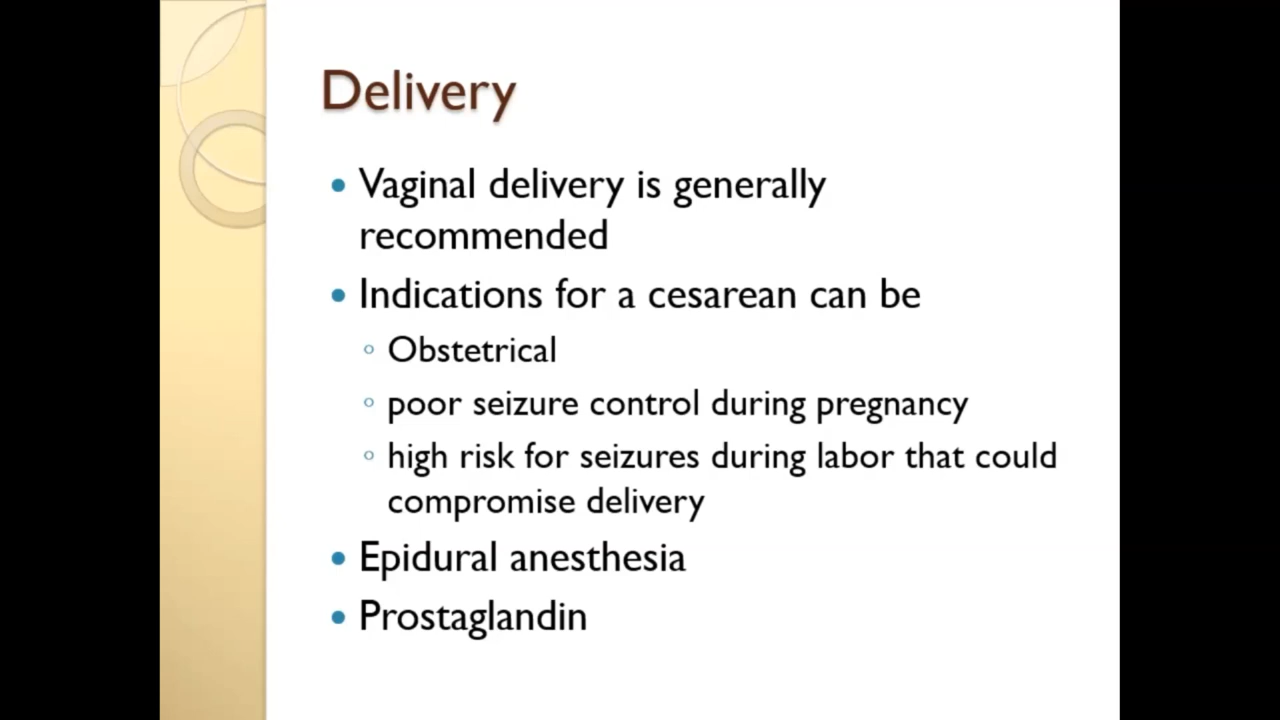 Delivery
• Vaginal delivery is generally
recommended
• Indications for a cesarean can be
◦ Obstetrical
◦ poor seizure control during pregnancy
◦ high risk for seizures during labor that could
compromise delivery
• Epidural anesthesia
• Prostaglandin